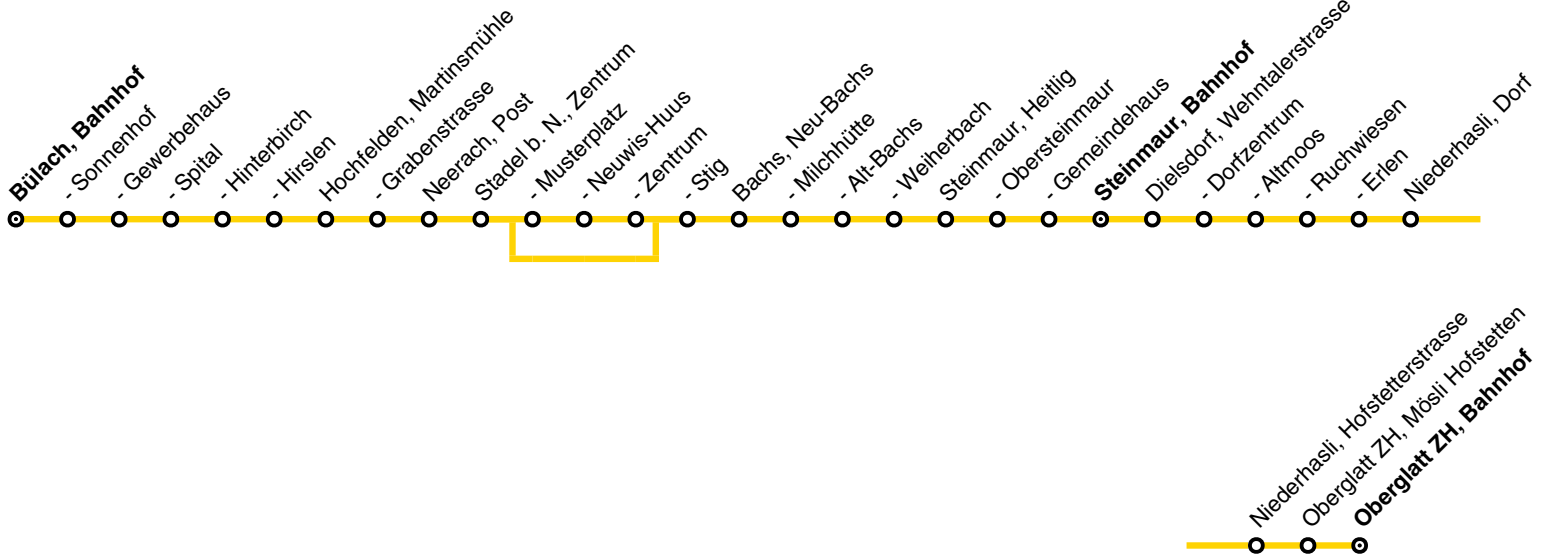 Bülach, Bahnhof
- Sonnenhof
- Gewerbehaus
- Spital
- Hinterbirch
- Hirslen
Hochfelden, Martinsmühle
- Grabenstrasse
Neerach, Post
Stadel b. N., Zentrum
- Musterplatz
- Neuwis-Huus
- Zentrum
- Stig
Bachs, Neu-Bachs
- Milchhütte
- Alt-Bachs
- Weiherbach
Steinmaur, Heitlig
- Obersteinmaur
- Gemeindehaus
Steinmaur, Bahnhof
Dielsdorf, Wehntalerstrasse
- Dorfzentrum
- Altmoos
- Ruchwiesen
- Erlen
Niederhasli, Dorf
Niederhasli, Hofstetterstrasse
Oberglatt ZH, Mösli Hofstetten
Oberglatt ZH, Bahnhof